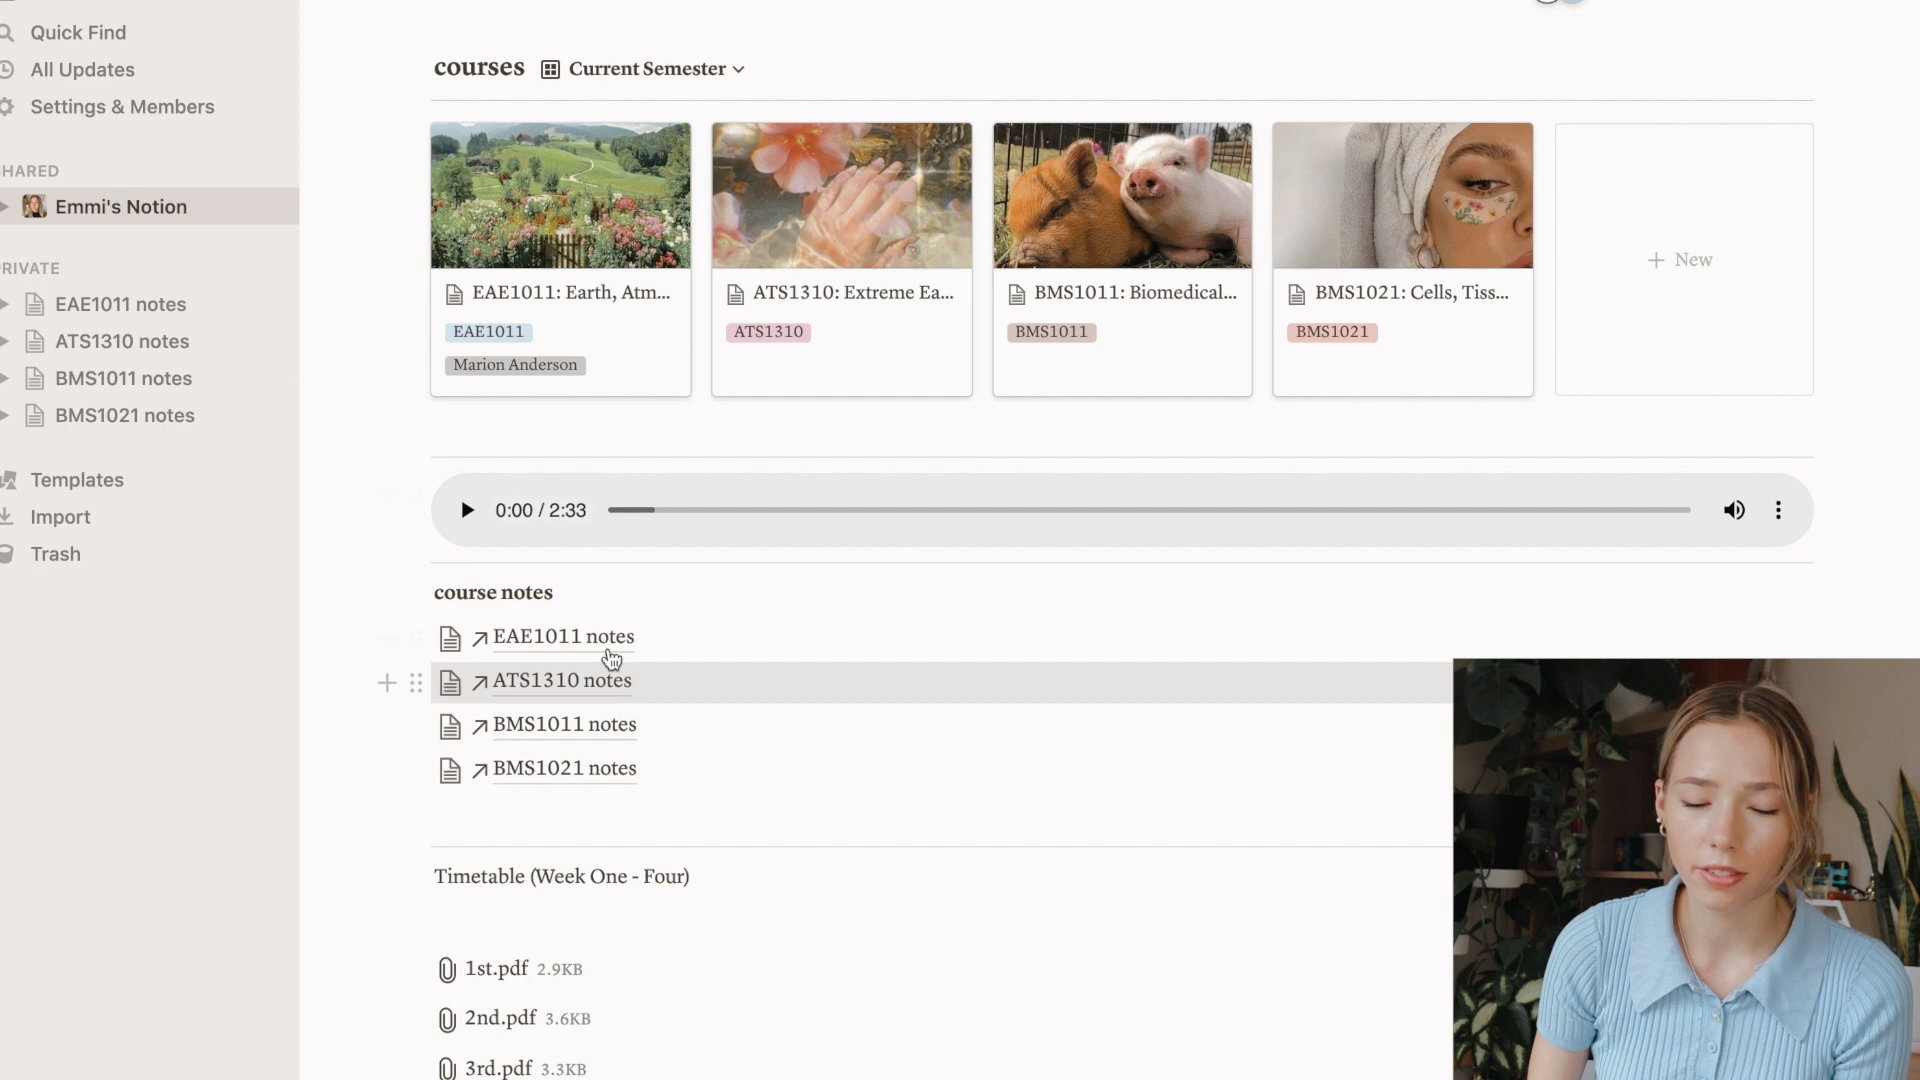 Quick Find
All Updates
Settings & Members
SHARED
Emmi's Notion
PRIVATE
EAE1011 notes
ATS1310 notes
BMS1011 notes
BMS1021 notes
Templates
Import
Trash
courses Current Semester
EAE1011: Earth, Atm...
EAE1011
Marion Anderson
ATS1310: Extreme Ea...
ATS1310
BMS1011: Biomedical...
BMS1011
BMS1021: Cells, Tiss...
BMS1021
+ New
0:00 / 2:33
course notes
EAE1011 notes
ATS1310 notes
BMS1011 notes
BMS1021 notes
Timetable (Week One - Four)
1st.pdf 2.9KB
2nd.pdf 3.6KB
3rd.pdf 3.3KB